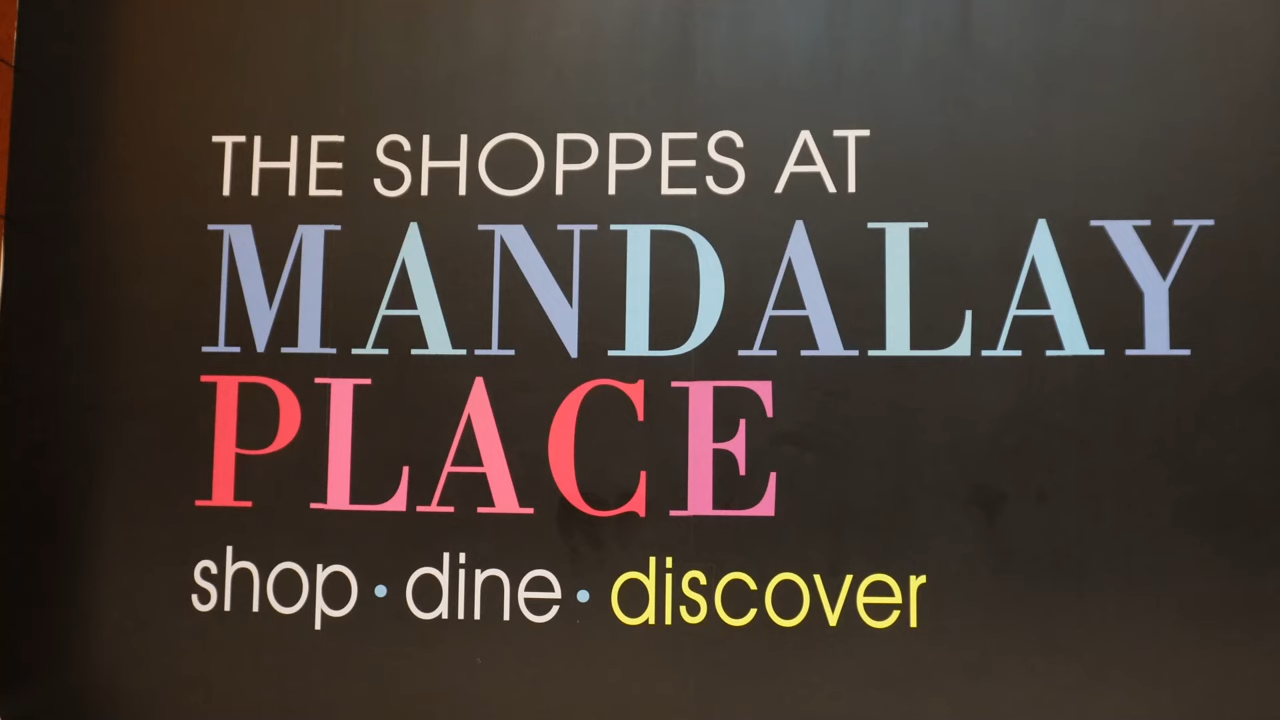 THE SHOPPES AT
MANDALAY
PLACE
shop • dine • discover